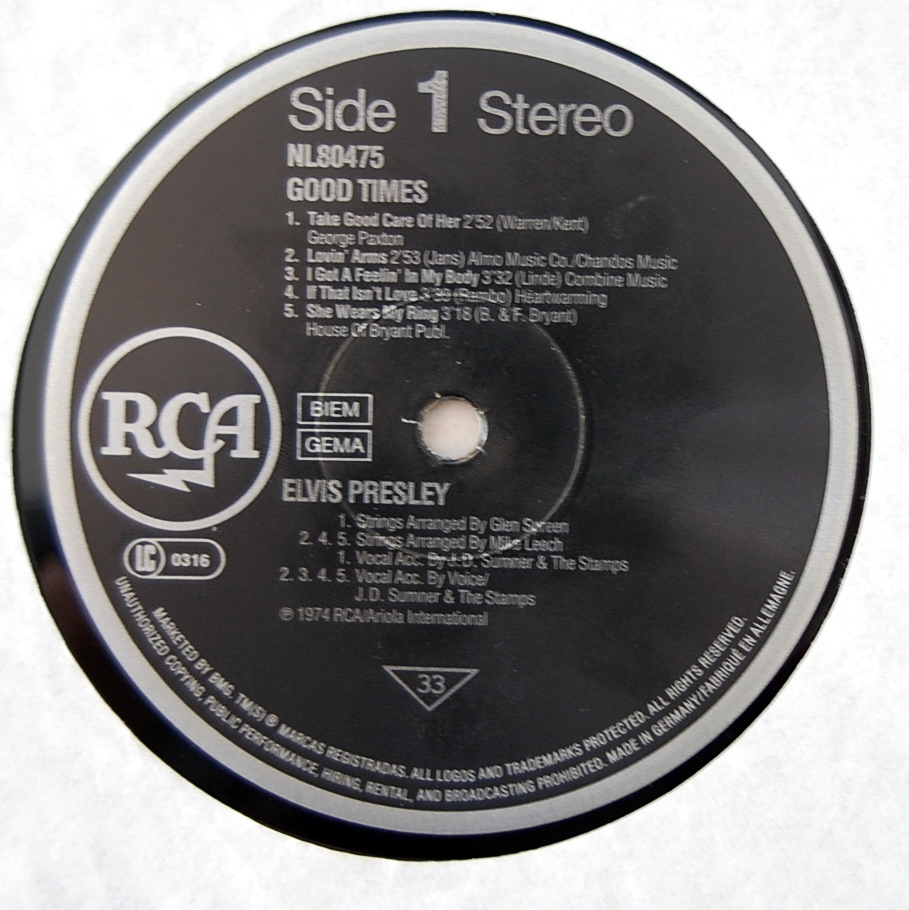 Side 1 Stereo
NL80475
GOOD TIMES
1. Take Good Care Of Her 2'52 (Warren/Kent)
George Paxton
2. Lovin' Arms 2'53 (Jans) Almo Music Co./Chandos Music
3. I Got A Feelin' In My Body 3'32 (Linde) Combine Music
4. If That Isn't Love (Rambo) Heartwarming
5. She Wears My Ring 3'18 (B. & F. Bryant)
House Of Bryant Publ.
RCA
BIEM
GEMA
ELVIS PRESLEY
1. Strings Arranged By Glen Spreen
2. 4. 5. Strings Arranged By Mike Leech
1. Vocal Acc. By J.D. Sumner & The Stamps
2. 3. 4. 5. Vocal Acc. By Voice/
J.D. Sumner & The Stamps
LC 0316
℗ 1974 RCA/Ariola International
33
MARKETED BY BMG. TM(S) ® MARCAS REGISTRADAS. ALL LOGOS AND TRADEMARKS PROTECTED. ALL RIGHTS RESERVED.
UNAUTHORIZED COPYING, PUBLIC PERFORMANCE, HIRING, RENTAL, AND BROADCASTING PROHIBITED. MADE IN GERMANY/FABRIQUÉ EN ALLEMAGNE.